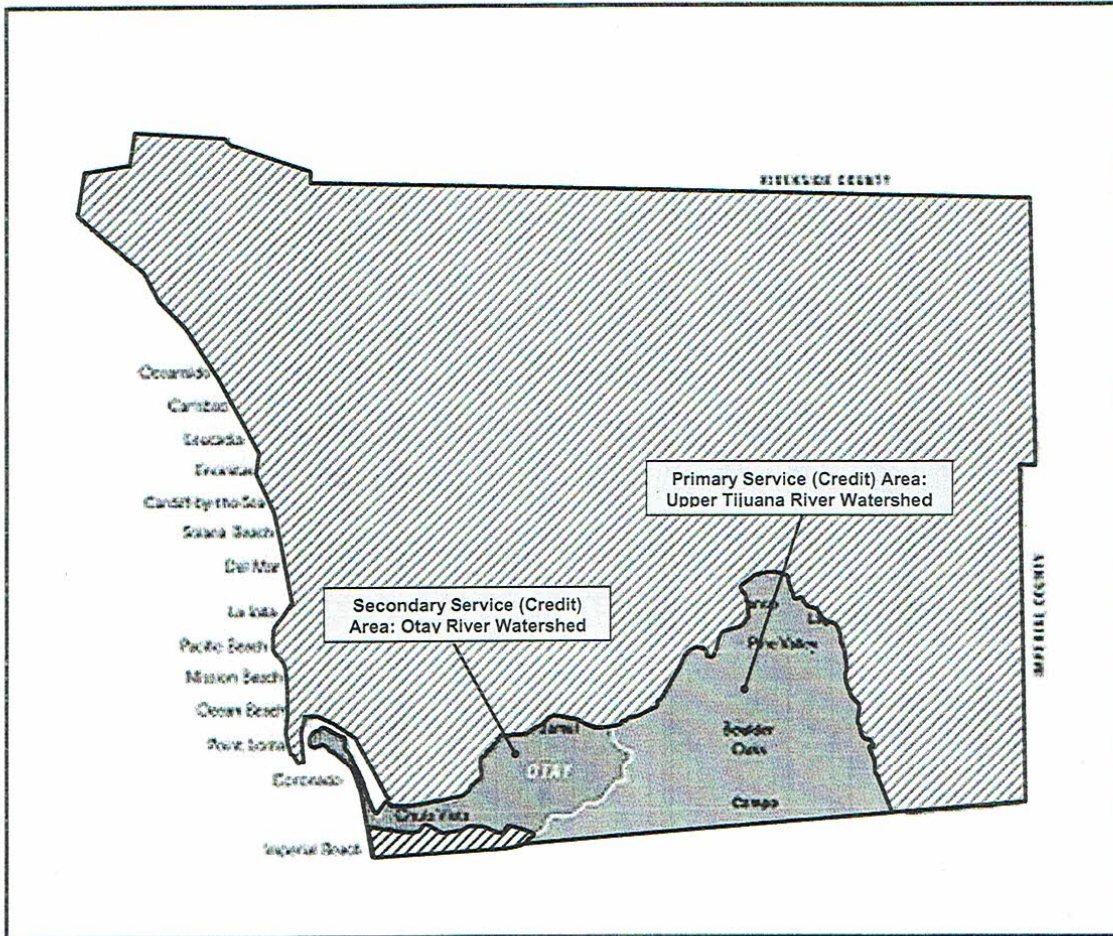 RIVERSIDE COUNTY
Oceanside
Carlsbad
Leucadia
Encinitas
Cardiff-by-the-Sea
Solana Beach
Del Mar
La Jolla
Pacific Beach
Mission Beach
Ocean Beach
Point Loma
Coronado
Imperial Beach
Primary Service (Credit) Area:
Upper Tijuana River Watershed
IMPERIAL COUNTY
Secondary Service (Credit)
Area: Otay River Watershed
Pine Valley
Boulder
Oaks
Campo
OTAY
Chula Vista